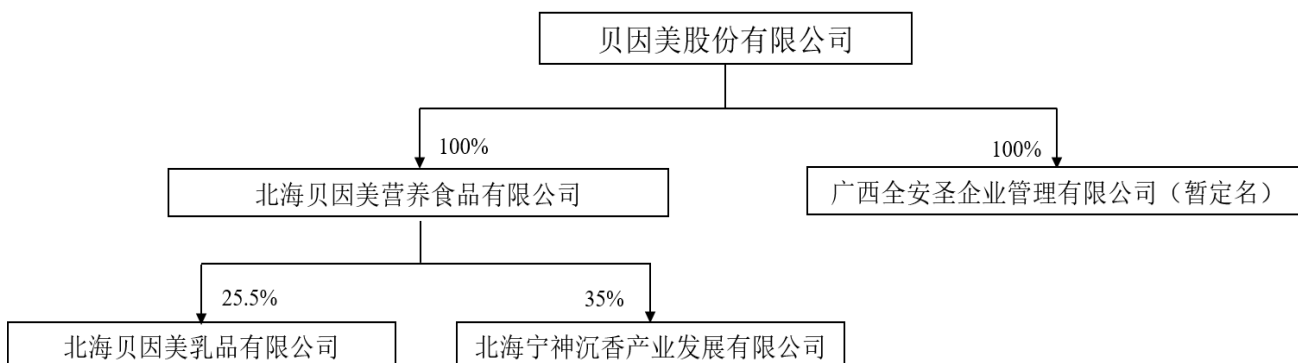 贝因美股份有限公司
100%
100%
北海贝因美营养食品有限公司
广西全安圣企业管理有限公司（暂定名）
25.5%
35%
北海贝因美乳品有限公司
北海宁神沉香产业发展有限公司